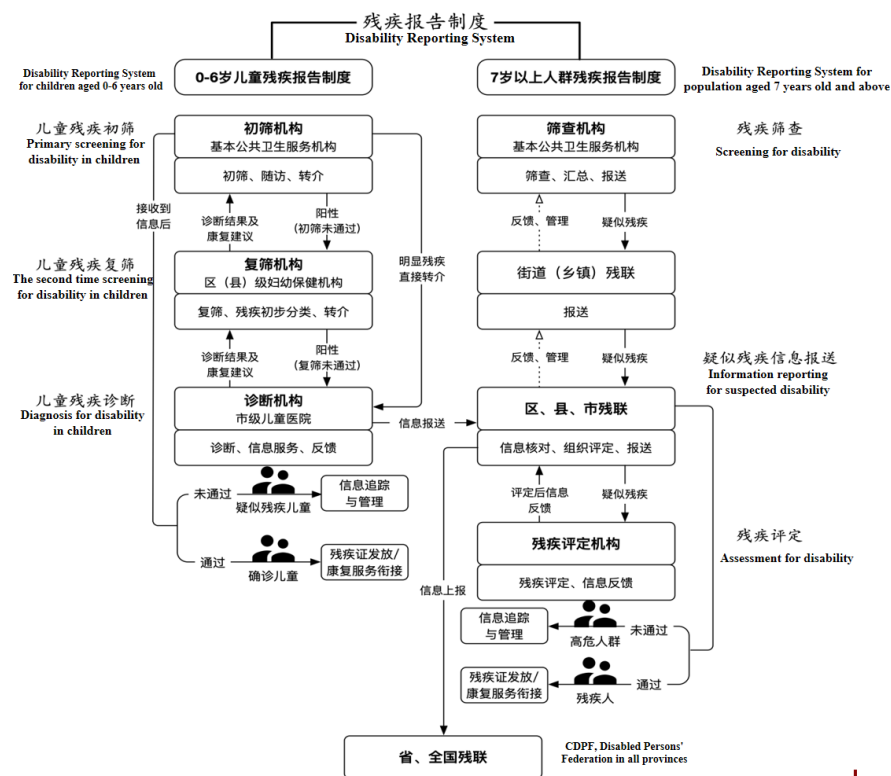 残疾报告制度
Disability Reporting System
Disability Reporting System
for children aged 0-6 years old
0-6岁儿童残疾报告制度
7岁以上人群残疾报告制度
Disability Reporting System for
population aged 7 years old and above
儿童残疾初筛
Primary screening for
disability in children
初筛机构
基本公共卫生服务机构
初筛、随访、转介
接收到
信息后
诊断结果及
康复建议
阳性
(初筛未通过)
明显残疾
直接转介
儿童残疾复筛
The second time screening
for disability in children
复筛机构
区（县）级妇幼保健机构
复筛、残疾初步分类、转介
诊断结果及
康复建议
阳性
(复筛未通过)
儿童残疾诊断
Diagnosis for disability
in children
诊断机构
市级儿童医院
诊断、信息服务、反馈
信息报送
未通过
疑似残疾儿童
信息追踪
与管理
通过
确诊儿童
残疾证发放/
康复服务衔接
筛查机构
基本公共卫生服务机构
筛查、汇总、报送
残疾筛查
Screening for disability
反馈、管理
疑似残疾
街道（乡镇）残联
报送
反馈、管理
疑似残疾
疑似残疾信息报送
Information reporting
for suspected disability
区、县、市残联
信息核对、组织评定、报送
评定后信息
反馈
疑似残疾
残疾评定机构
残疾评定、信息反馈
残疾评定
Assessment for disability
信息上报
信息追踪
与管理
高危人群
未通过
残疾证发放/
康复服务衔接
残疾人
通过
省、全国残联
CDPF, Disabled Persons'
Federation in all provinces